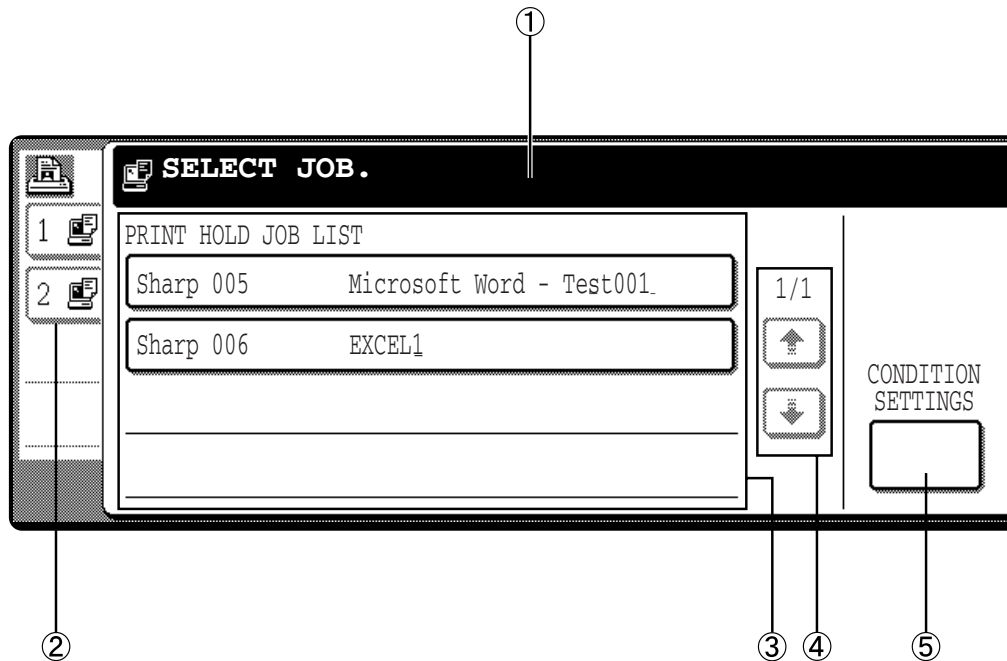 ①
SELECT JOB.
1
2
PRINT HOLD JOB LIST
Sharp 005 Microsoft Word - Test001
Sharp 006 EXCEL1
1/1
CONDITION
SETTINGS
② ③ ④ ⑤